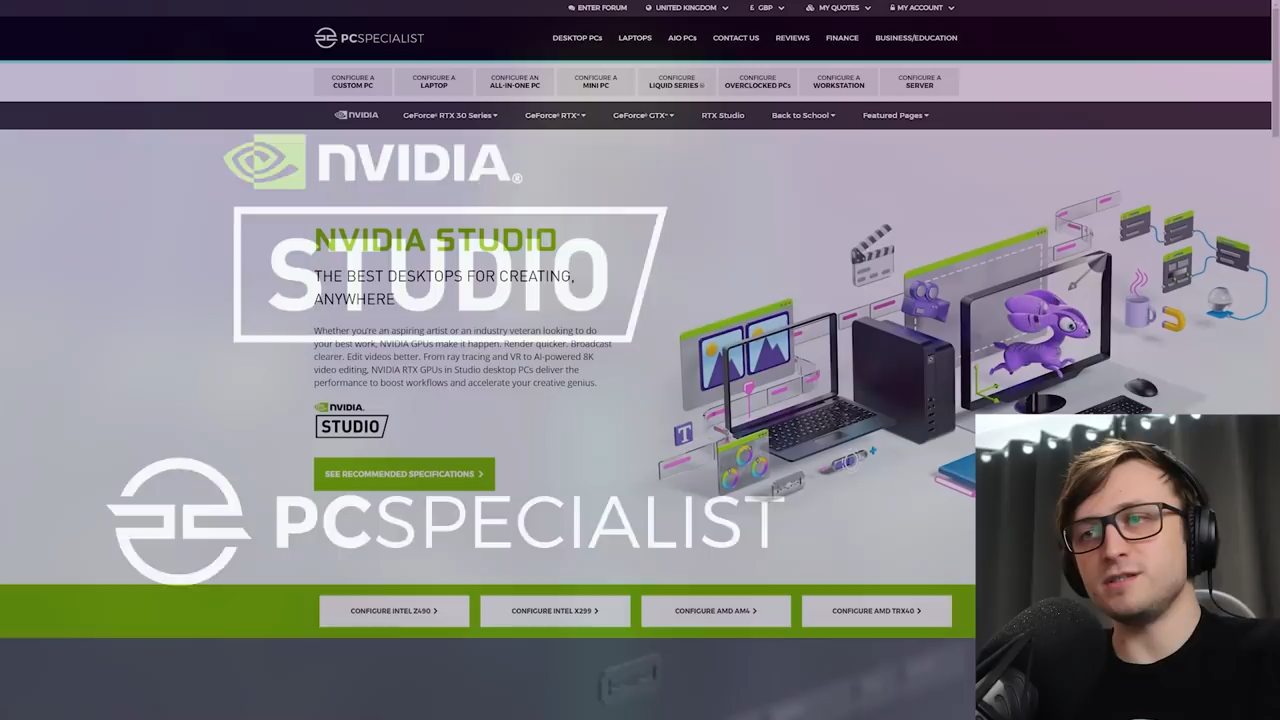 ENTER FORUM
UNITED KINGDOM
£ GBP
MY QUOTES
MY ACCOUNT
PCSPECIALIST
DESKTOP PCs
LAPTOPS
AIO PCs
CONTACT US
REVIEWS
FINANCE
BUSINESS/EDUCATION
CONFIGURE A
CUSTOM PC
CONFIGURE A
LAPTOP
CONFIGURE AN
ALL-IN-ONE PC
CONFIGURE A
MINI PC
CONFIGURE
LIQUID SERIES ®
CONFIGURE
OVERCLOCKED PCs
CONFIGURE A
WORKSTATION
CONFIGURE A
SERVER
NVIDIA
GeForce® RTX 30 Series
GeForce® RTX™
GeForce® GTX™
RTX Studio
Back to School
Featured Pages
NVIDIA®
STUDIO
NVIDIA STUDIO
THE BEST DESKTOPS FOR CREATING,
ANYWHERE
Whether you're an aspiring artist or an industry veteran looking to do
your best work, NVIDIA GPUs make it happen. Render quicker. Broadcast
clearer. Edit videos better. From ray tracing and VR to AI-powered 8K
video editing, NVIDIA RTX GPUs in Studio desktop PCs deliver the
performance to boost workflows and accelerate your creative genius.
NVIDIA.
STUDIO
T
SEE RECOMMENDED SPECIFICATIONS
PCSPECIALIST
CONFIGURE INTEL Z490
CONFIGURE INTEL X299
CONFIGURE AMD AM4
CONFIGURE AMD TRX40